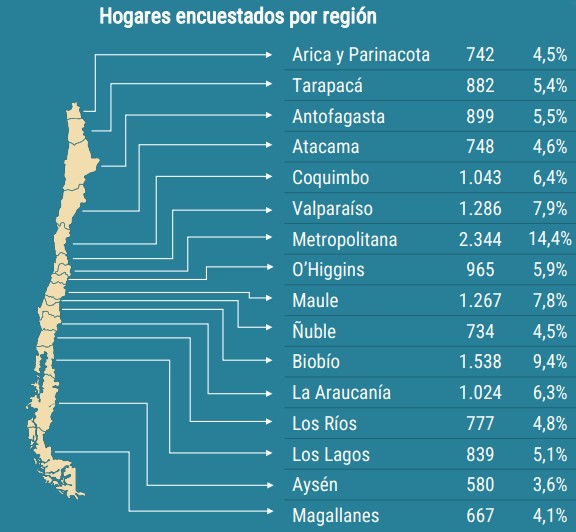 Hogares encuestados por región
Arica y Parinacota 742 4,5%
Tarapacá 882 5,4%
Antofagasta 899 5,5%
Atacama 748 4,6%
Coquimbo 1.043 6,4%
Valparaíso 1.286 7,9%
Metropolitana 2.344 14,4%
O’Higgins 965 5,9%
Maule 1.267 7,8%
Ñuble 734 4,5%
Biobío 1.538 9,4%
La Araucanía 1.024 6,3%
Los Ríos 777 4,8%
Los Lagos 839 5,1%
Aysén 580 3,6%
Magallanes 667 4,1%